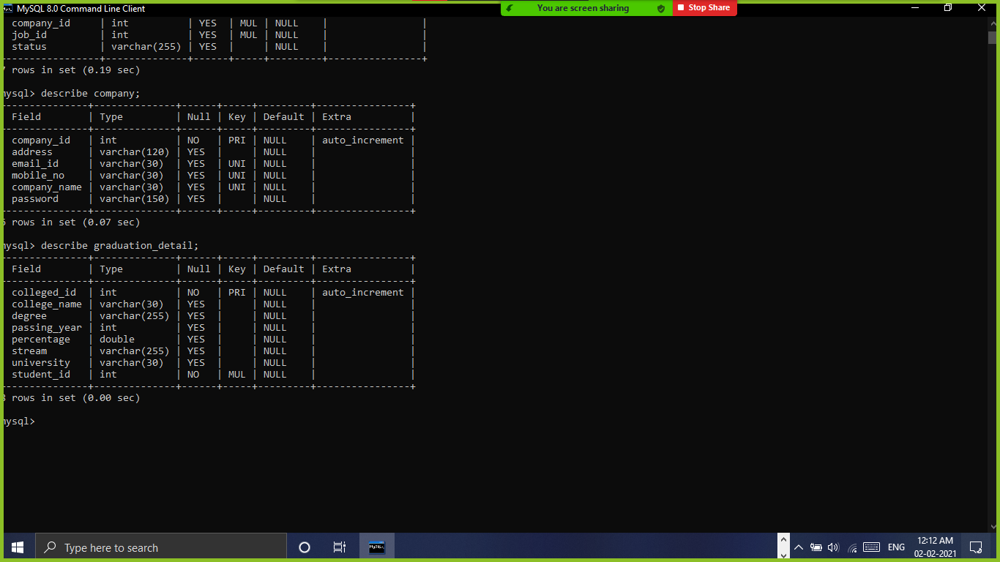 MySQL 8.0 Command Line Client
You are screen sharing
Stop Share
company_id | int | YES | MUL | NULL | |
job_id | int | YES | MUL | NULL | |
status | varchar(255) | YES | | NULL | |
----------------+--------------+------+-----+---------+----------------+
rows in set (0.19 sec)
mysql> describe company;
--------------+--------------+------+-----+---------+----------------+
Field | Type | Null | Key | Default | Extra |
--------------+--------------+------+-----+---------+----------------+
company_id | int | NO | PRI | NULL | auto_increment |
address | varchar(120) | YES | | NULL | |
email_id | varchar(30) | YES | UNI | NULL | |
mobile_no | varchar(30) | YES | UNI | NULL | |
company_name | varchar(30) | YES | UNI | NULL | |
password | varchar(150) | YES | | NULL | |
--------------+--------------+------+-----+---------+----------------+
rows in set (0.07 sec)
mysql> describe graduation_detail;
--------------+--------------+------+-----+---------+----------------+
Field | Type | Null | Key | Default | Extra |
--------------+--------------+------+-----+---------+----------------+
colleged_id | int | NO | PRI | NULL | auto_increment |
college_name | varchar(30) | YES | | NULL | |
degree | varchar(255) | YES | | NULL | |
passing_year | int | YES | | NULL | |
percentage | double | YES | | NULL | |
stream | varchar(255) | YES | | NULL | |
university | varchar(30) | YES | | NULL | |
student_id | int | NO | MUL | NULL | |
--------------+--------------+------+-----+---------+----------------+
rows in set (0.00 sec)
mysql>
Type here to search
ENG
12:12 AM
02-02-2021